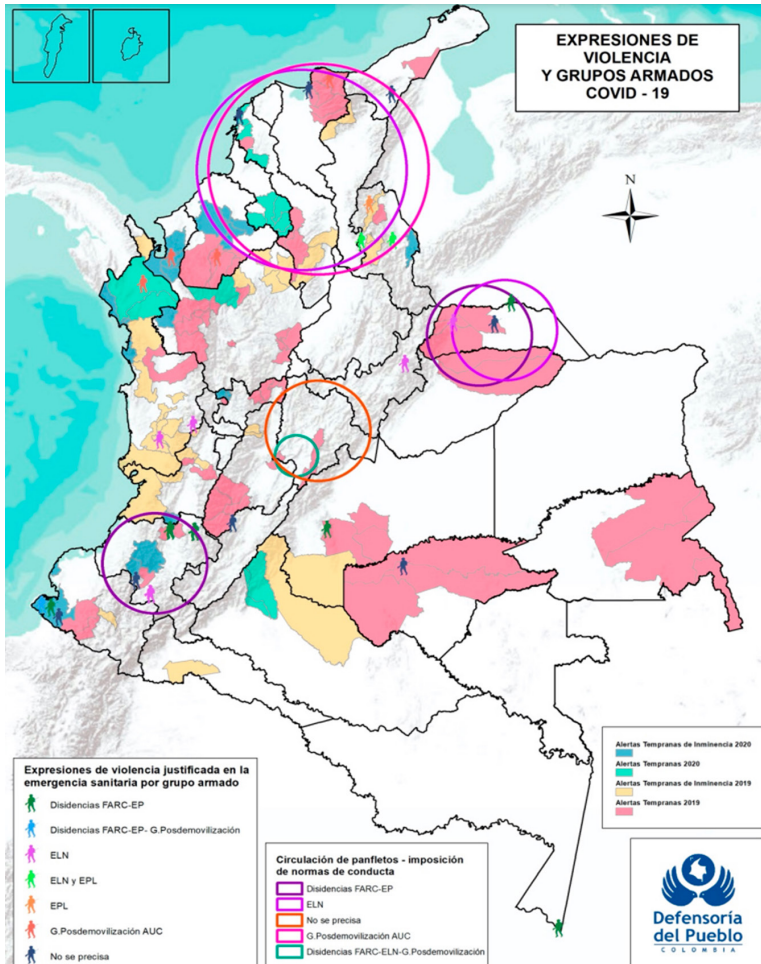 EXPRESIONES DE
VIOLENCIA
Y GRUPOS ARMADOS
COVID - 19
N
Alertas Tempranas de Inminencia 2020
Alertas Tempranas 2020
Alertas Tempranas de Inminencia 2019
Alertas Tempranas 2019
Expresiones de violencia justificada en la
emergencia sanitaria por grupo armado
Disidencias FARC-EP
Disidencias FARC-EP- G.Posdemovilización
ELN
ELN y EPL
EPL
G.Posdemovilización AUC
No se precisa
Circulación de panfletos - imposición
de normas de conducta
Disidencias FARC-EP
ELN
No se precisa
G.Posdemovilización AUC
Disidencias FARC-ELN-G.Posdemovilización
Defensoría
del Pueblo
COLOMBIA